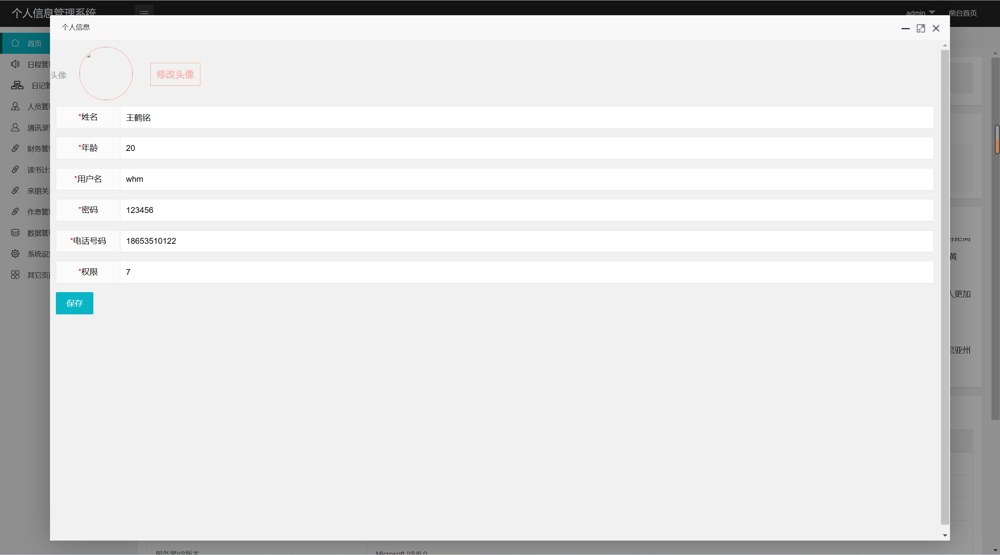 个人信息管理系统
admin
前台首页
个人信息
首页
日程管
头像
修改头像
日记管
人员管
通讯录
财务管
读书计
亲朋关
作息管
数据管
系统设
其它页
*姓名
王鹤铭
*年龄
20
*用户名
whm
*密码
123456
*电话号码
18653510122
*权限
7
保存
距离
黄
人更加
尼亚州
服务器IIS版本
Microsoft-IIS/6.0